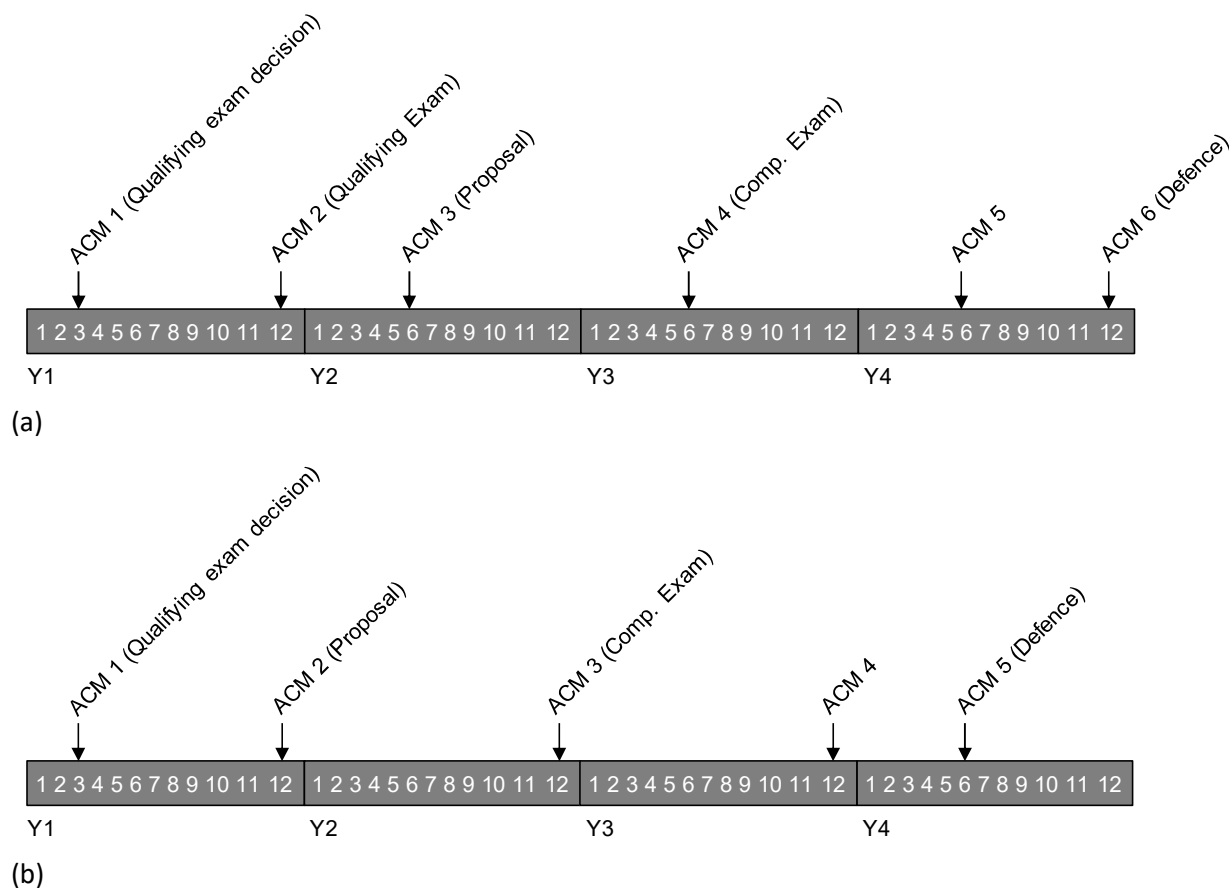 ACM 1 (Qualifying exam decision)
ACM 2 (Qualifying Exam)
ACM 3 (Proposal)
ACM 4 (Comp. Exam)
ACM 5
ACM 6 (Defence)
1 2 3 4 5 6 7 8 9 10 11 12 1 2 3 4 5 6 7 8 9 10 11 12 1 2 3 4 5 6 7 8 9 10 11 12 1 2 3 4 5 6 7 8 9 10 11 12
Y1 Y2 Y3 Y4
(a)
ACM 1 (Qualifying exam decision)
ACM 2 (Proposal)
ACM 3 (Comp. Exam)
ACM 4
ACM 5 (Defence)
1 2 3 4 5 6 7 8 9 10 11 12 1 2 3 4 5 6 7 8 9 10 11 12 1 2 3 4 5 6 7 8 9 10 11 12 1 2 3 4 5 6 7 8 9 10 11 12
Y1 Y2 Y3 Y4
(b)